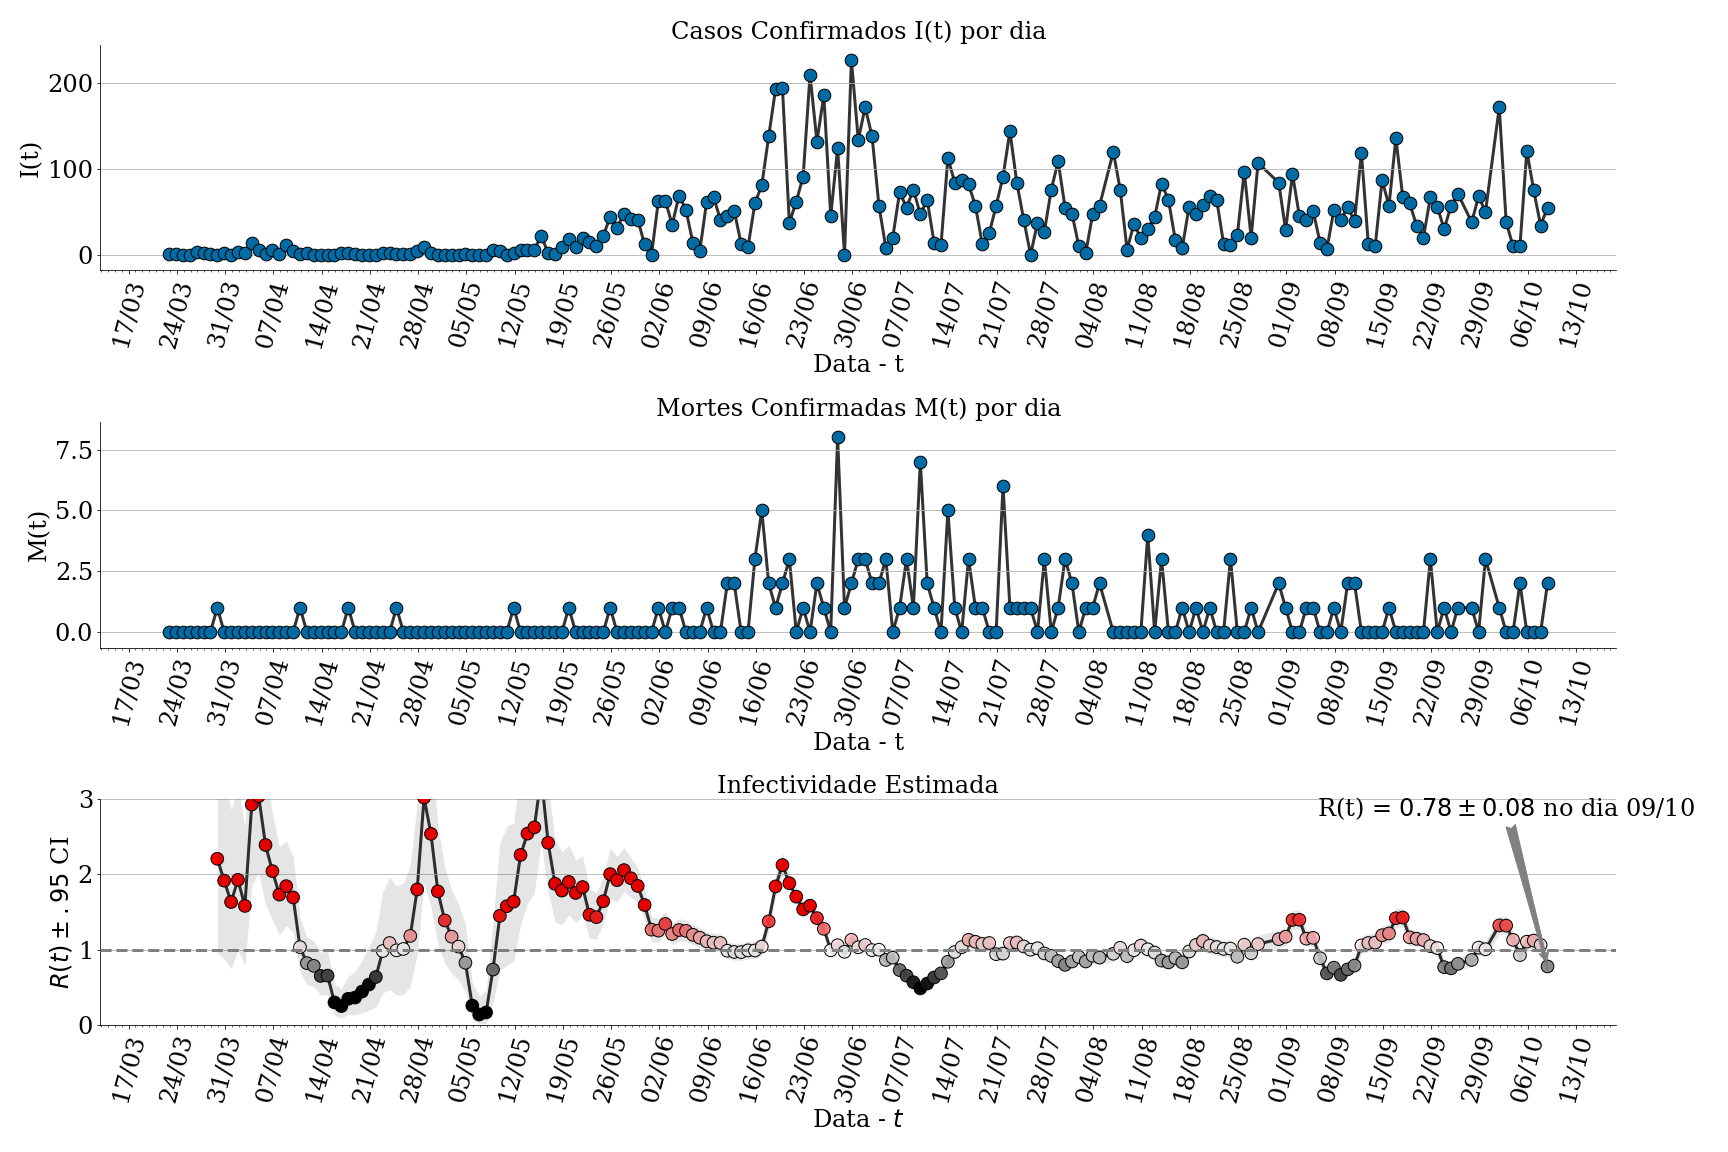 Casos Confirmados I(t) por dia
I(t)
200
100
0
17/03 24/03 31/03 07/04 14/04 21/04 28/04 05/05 12/05 19/05 26/05 02/06 09/06 16/06 23/06 30/06 07/07 14/07 21/07 28/07 04/08 11/08 18/08 25/08 01/09 08/09 15/09 22/09 29/09 06/10 13/10
Data - t
Mortes Confirmadas M(t) por dia
M(t)
7.5
5.0
2.5
0.0
17/03 24/03 31/03 07/04 14/04 21/04 28/04 05/05 12/05 19/05 26/05 02/06 09/06 16/06 23/06 30/06 07/07 14/07 21/07 28/07 04/08 11/08 18/08 25/08 01/09 08/09 15/09 22/09 29/09 06/10 13/10
Data - t
Infectividade Estimada
R(t) ± .95 CI
3
R(t) = 0.78 ± 0.08 no dia 09/10
2
1
0
17/03 24/03 31/03 07/04 14/04 21/04 28/04 05/05 12/05 19/05 26/05 02/06 09/06 16/06 23/06 30/06 07/07 14/07 21/07 28/07 04/08 11/08 18/08 25/08 01/09 08/09 15/09 22/09 29/09 06/10 13/10
Data - t